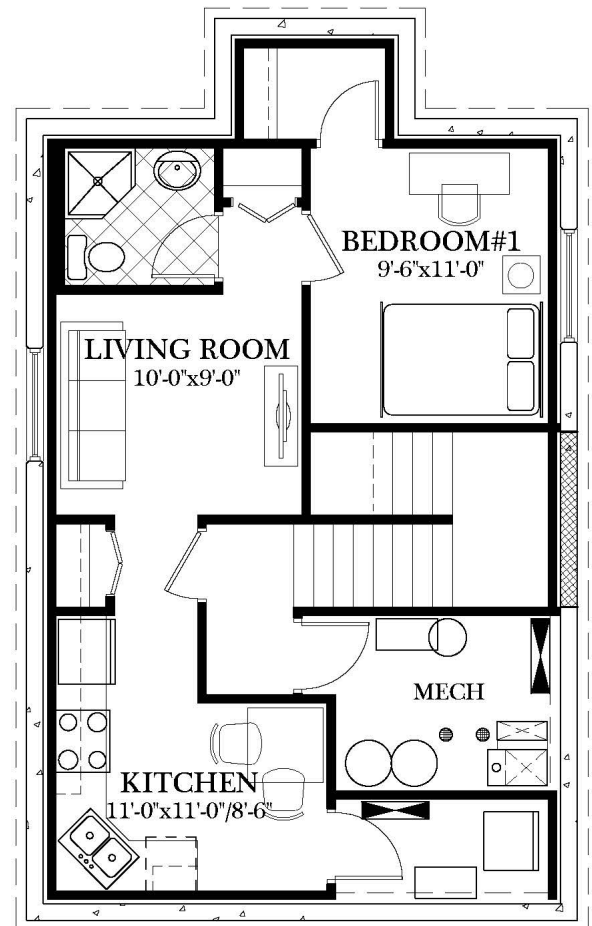 BEDROOM#1
9'-6"x11'-0"
LIVING ROOM
10'-0"x9'-0"
MECH
KITCHEN
11'-0"x11'-0"/8'-6"